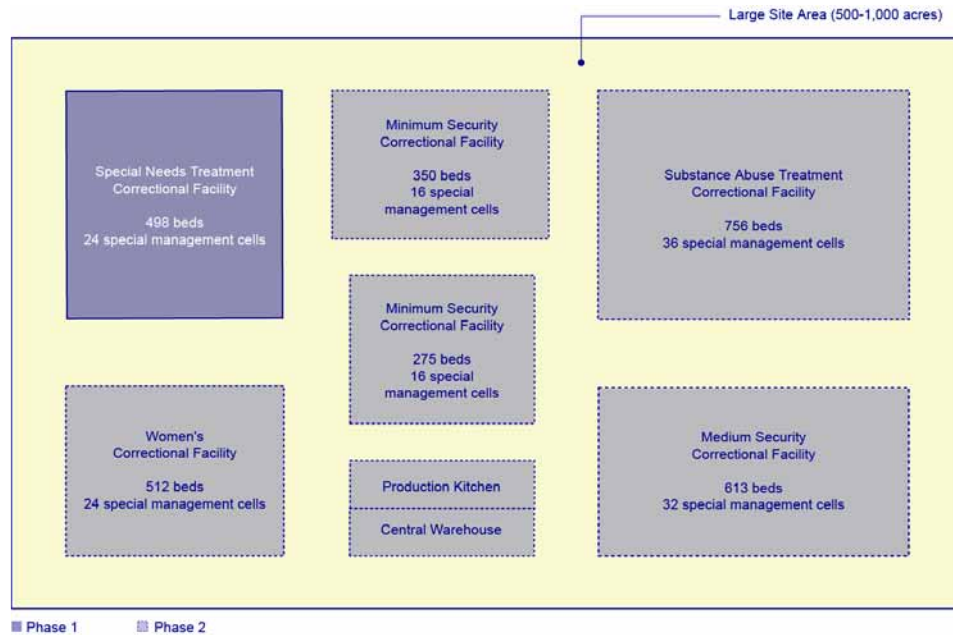 Large Site Area (500-1,000 acres)
Special Needs Treatment
Correctional Facility
498 beds
24 special management cells
Minimum Security
Correctional Facility
350 beds
16 special
management cells
Substance Abuse Treatment
Correctional Facility
756 beds
36 special management cells
Minimum Security
Correctional Facility
275 beds
16 special
management cells
Women's
Correctional Facility
512 beds
24 special management cells
Production Kitchen
Central Warehouse
Medium Security
Correctional Facility
613 beds
32 special management cells
Phase 1
Phase 2